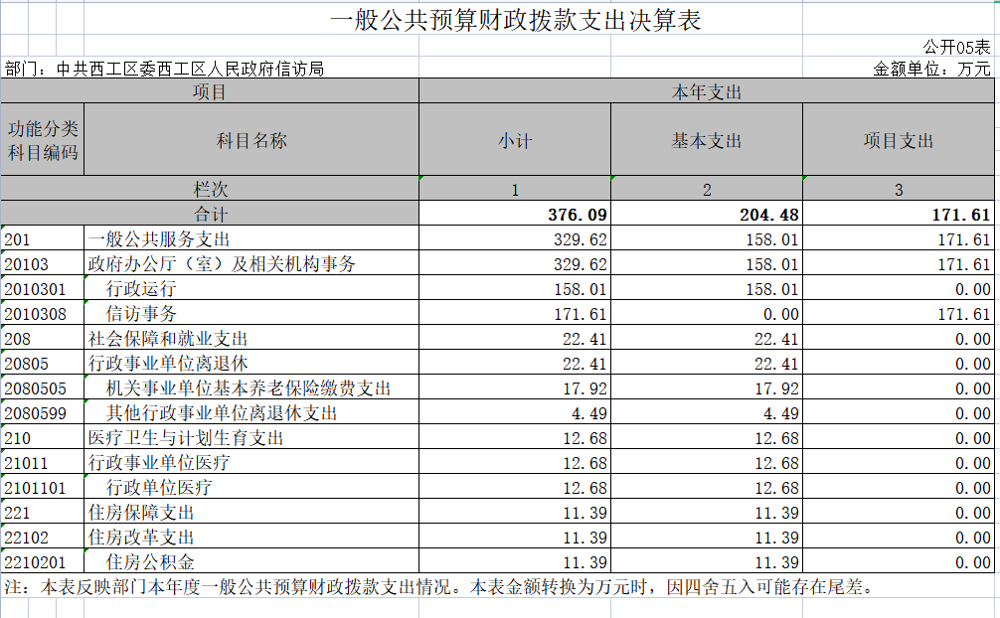 一般公共预算财政拨款支出决算表
公开05表
部门：中共西工区委西工区人民政府信访局 金额单位：万元
项目 本年支出
功能分类科目编码 科目名称 小计 基本支出 项目支出
栏次 1 2 3
合计 376.09 204.48 171.61
201 一般公共服务支出 329.62 158.01 171.61
20103 政府办公厅（室）及相关机构事务 329.62 158.01 171.61
2010301 行政运行 158.01 158.01 0.00
2010308 信访事务 171.61 0.00 171.61
208 社会保障和就业支出 22.41 22.41 0.00
20805 行政事业单位离退休 22.41 22.41 0.00
2080505 机关事业单位基本养老保险缴费支出 17.92 17.92 0.00
2080599 其他行政事业单位离退休支出 4.49 4.49 0.00
210 医疗卫生与计划生育支出 12.68 12.68 0.00
21011 行政事业单位医疗 12.68 12.68 0.00
2101101 行政单位医疗 12.68 12.68 0.00
221 住房保障支出 11.39 11.39 0.00
22102 住房改革支出 11.39 11.39 0.00
2210201 住房公积金 11.39 11.39 0.00
注：本表反映部门本年度一般公共预算财政拨款支出情况。本表金额转换为万元时，因四舍五入可能存在尾差。